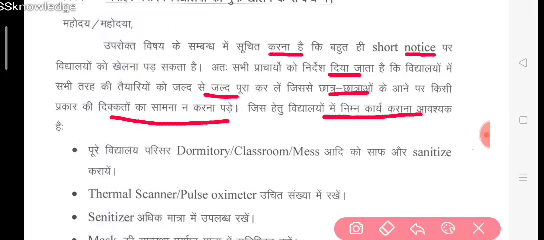 SSknowledge
महोदय/महोदया,
उपरोक्त विषय के सम्बन्ध में सूचित करना है कि बहुत ही short notice पर
विद्यालयों को खेलना पड़ सकता है। अतः सभी प्राचार्यो को निर्देश दिया जाता है कि विद्यालयों में
सभी तरह की तैयारियों को जल्द से जल्द पूरा कर लें जिससे छात्र-छात्राओं के आने पर किसी
प्रकार की दिक्कतों का सामना न करना पड़े। जिस हेतु विद्यालयों में निम्न कार्य कराना आवश्यक
है:
• पूरे विद्यालय परिसर Dormitory/Classroom/Mess आदि को साफ और sanitize
करायें।
• Thermal Scanner/Pulse oximeter उचित संख्या में रखें।
• Senitizer अधिक मात्रा में उपलब्ध रखें।